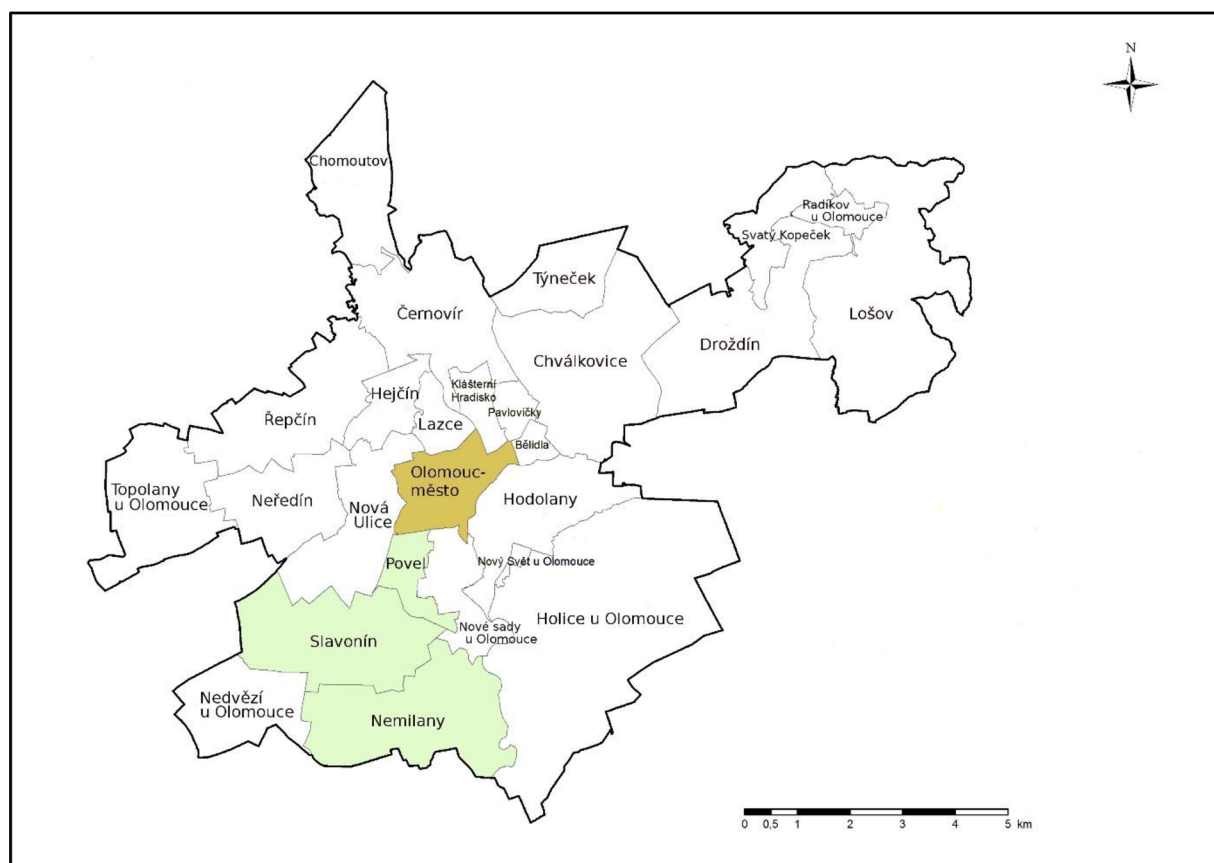 N
Chomoutov
Radíkov
u Olomouce
Svatý Kopeček
Týneček
Černovír
Lošov
Droždín
Chválkovice
Klášterní
Hradisko
Hejčín
Pavlovičky
Řepčín
Lazce
Bělidla
Olomouc-
město
Topolany
u Olomouce
Neředín
Nová
Ulice
Hodolany
Povel
Nový Svět u Olomouce
Holice u Olomouce
Nové sady
u Olomouce
Slavonín
Nedvězí
u Olomouce
Nemilany
0 0,5 1 2 3 4 5 km